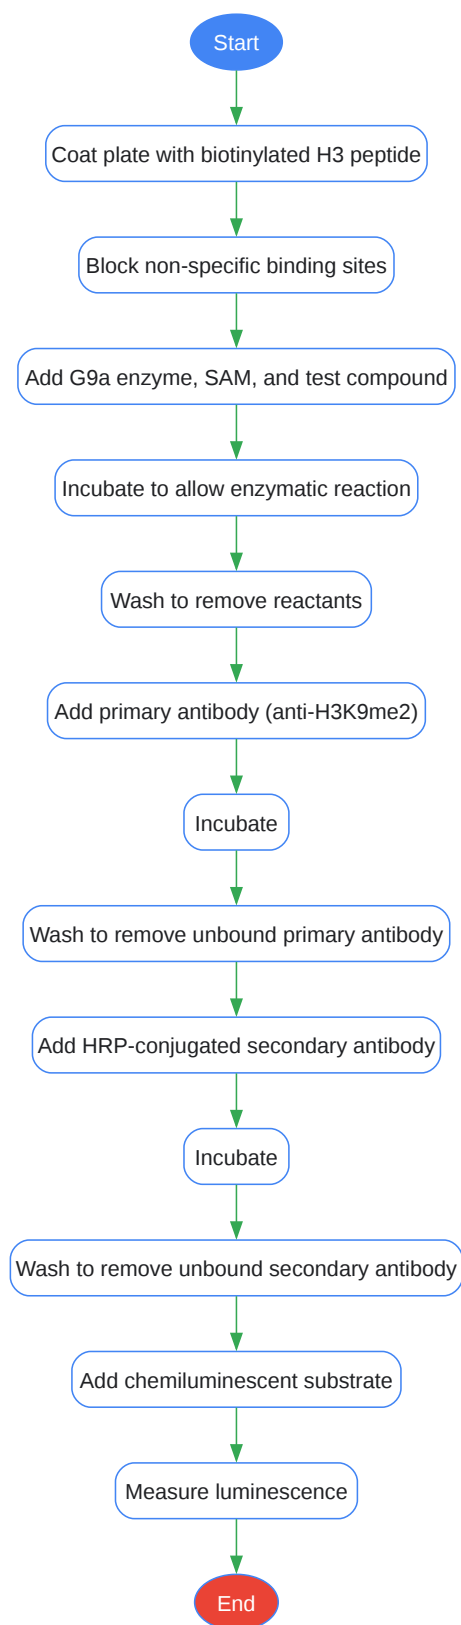 Start
Coat plate with biotinylated H3 peptide
Block non-specific binding sites
Add G9a enzyme, SAM, and test compound
Incubate to allow enzymatic reaction
Wash to remove reactants
Add primary antibody (anti-H3K9me2)
Incubate
Wash to remove unbound primary antibody
Add HRP-conjugated secondary antibody
Incubate
Wash to remove unbound secondary antibody
Add chemiluminescent substrate
Measure luminescence
End